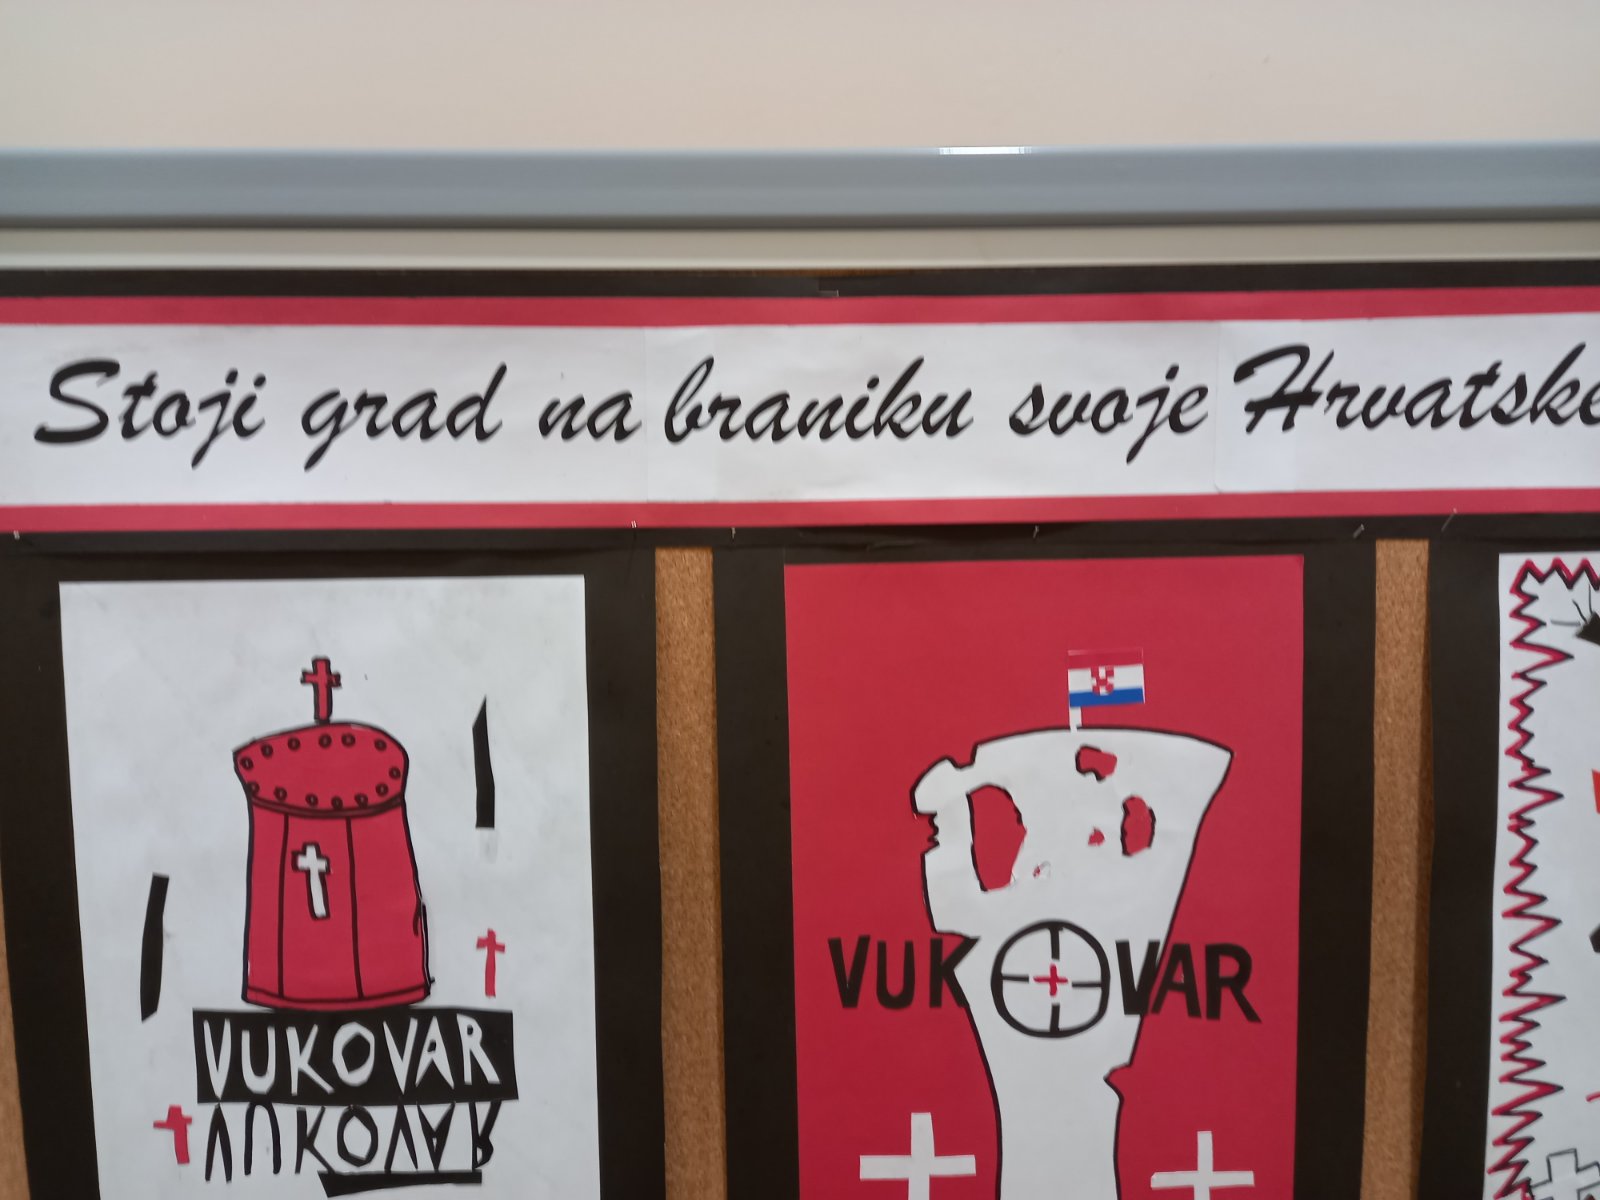 Stoji grad na braniku svoje Hrvatske
VUKOVAR
VUKOVAR
VUKOVAR